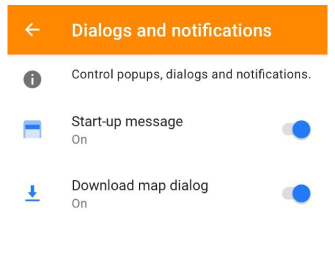 Dialogs and notifications
Control popups, dialogs and notifications.
Start-up message
On
Download map dialog
On